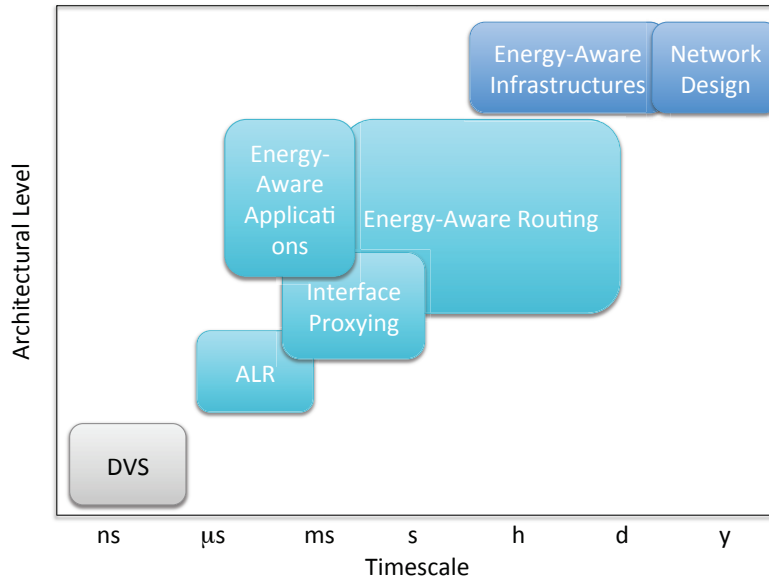 Energy-Aware
Infrastructures
Network
Design
Energy-
Aware
Applicati
ons
Energy-Aware Routing
Interface
Proxying
ALR
DVS
Architectural Level
ns μs ms s h d y
Timescale